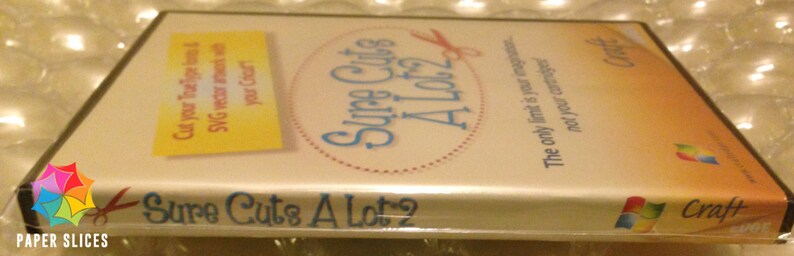 Cut your TrueType fonts &
SVG vector artwork with
your Cricut!
Sure Cuts
A Lot 2
The only limit is your imagination...
not your cartridges!
Craft
Sure Cuts A Lot 2
Craft
PAPER SLICES